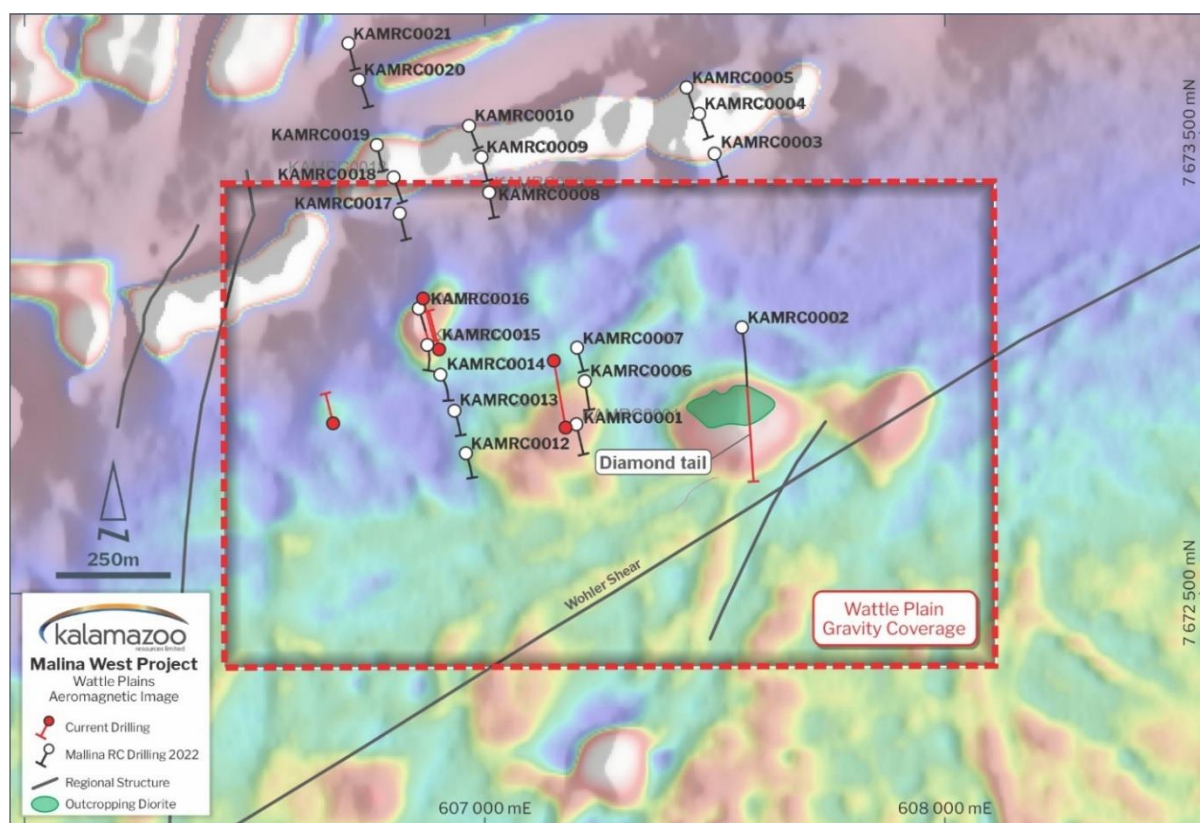 KAMRC0021
KAMRC0020
KAMRC0005
KAMRC0004
KAMRC0010
KAMRC0019
KAMRC0003
KAMRC0009
KAMRC0018
KAMRC0008
KAMRC0017
7 673 500 mN
KAMRC0016
KAMRC0002
KAMRC0015
KAMRC0007
KAMRC0014
KAMRC0006
KAMRC0013
KAMRC0001
KAMRC0012
Diamond tail
N
250m
Wohler Shear
7 672 500 mN
Wattle Plain
Gravity Coverage
kalamazoo
resources limited
Malina West Project
Wattle Plains
Aeromagnetic Image
Current Drilling
Mallina RC Drilling 2022
Regional Structure
Outcropping Diorite
607 000 mE
608 000 mE